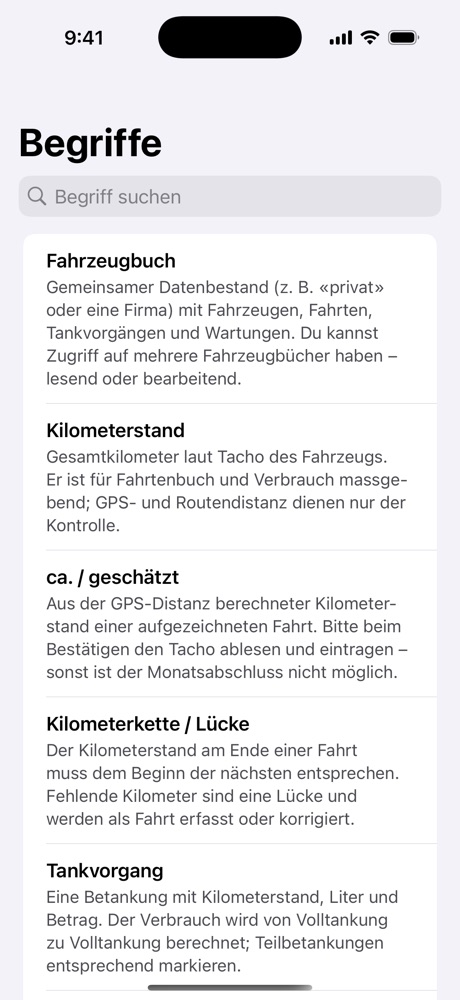 9:41
Begriffe
Begriff suchen
Fahrzeugbuch
Gemeinsamer Datenbestand (z. B. «privat»
oder eine Firma) mit Fahrzeugen, Fahrten,
Tankvorgängen und Wartungen. Du kannst
Zugriff auf mehrere Fahrzeugbücher haben –
lesend oder bearbeitend.
Kilometerstand
Gesamtkilometer laut Tacho des Fahrzeugs.
Er ist für Fahrtenbuch und Verbrauch massge-
bend; GPS- und Routendistanz dienen nur der
Kontrolle.
ca. / geschätzt
Aus der GPS-Distanz berechneter Kilometer-
stand einer aufgezeichneten Fahrt. Bitte beim
Bestätigen den Tacho ablesen und eintragen –
sonst ist der Monatsabschluss nicht möglich.
Kilometerkette / Lücke
Der Kilometerstand am Ende einer Fahrt
muss dem Beginn der nächsten entsprechen.
Fehlende Kilometer sind eine Lücke und
werden als Fahrt erfasst oder korrigiert.
Tankvorgang
Eine Betankung mit Kilometerstand, Liter und
Betrag. Der Verbrauch wird von Volltankung
zu Volltankung berechnet; Teilbetankungen
entsprechend markieren.